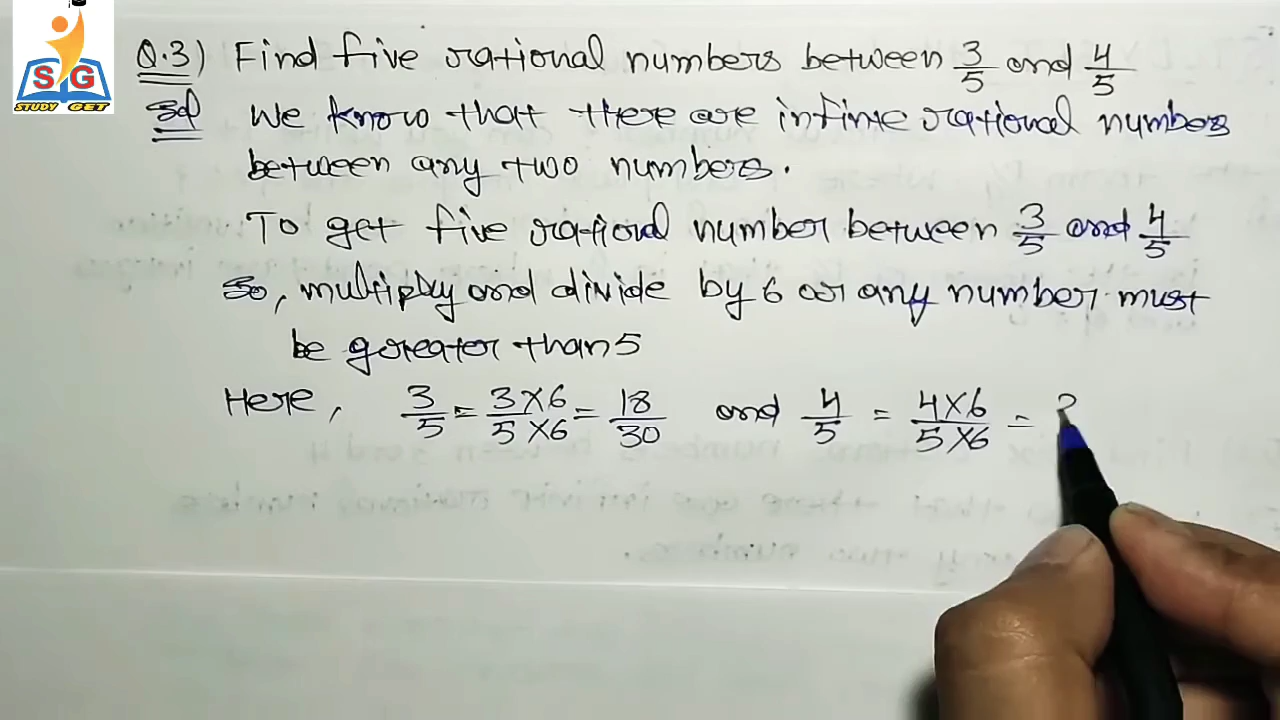 SG
STUDY GET
Q.3) Find five rational numbers between 3/5 and 4/5
Sol We know that there are infinte rational numbers
between any two numbers.
To get five rational number between 3/5 and 4/5
So, multiply and divide by 6 or any number must
be greater than 5
Here, 3/5 = 3×6/5×6 = 18/30 and 4/5 = 4×6/5×6 =